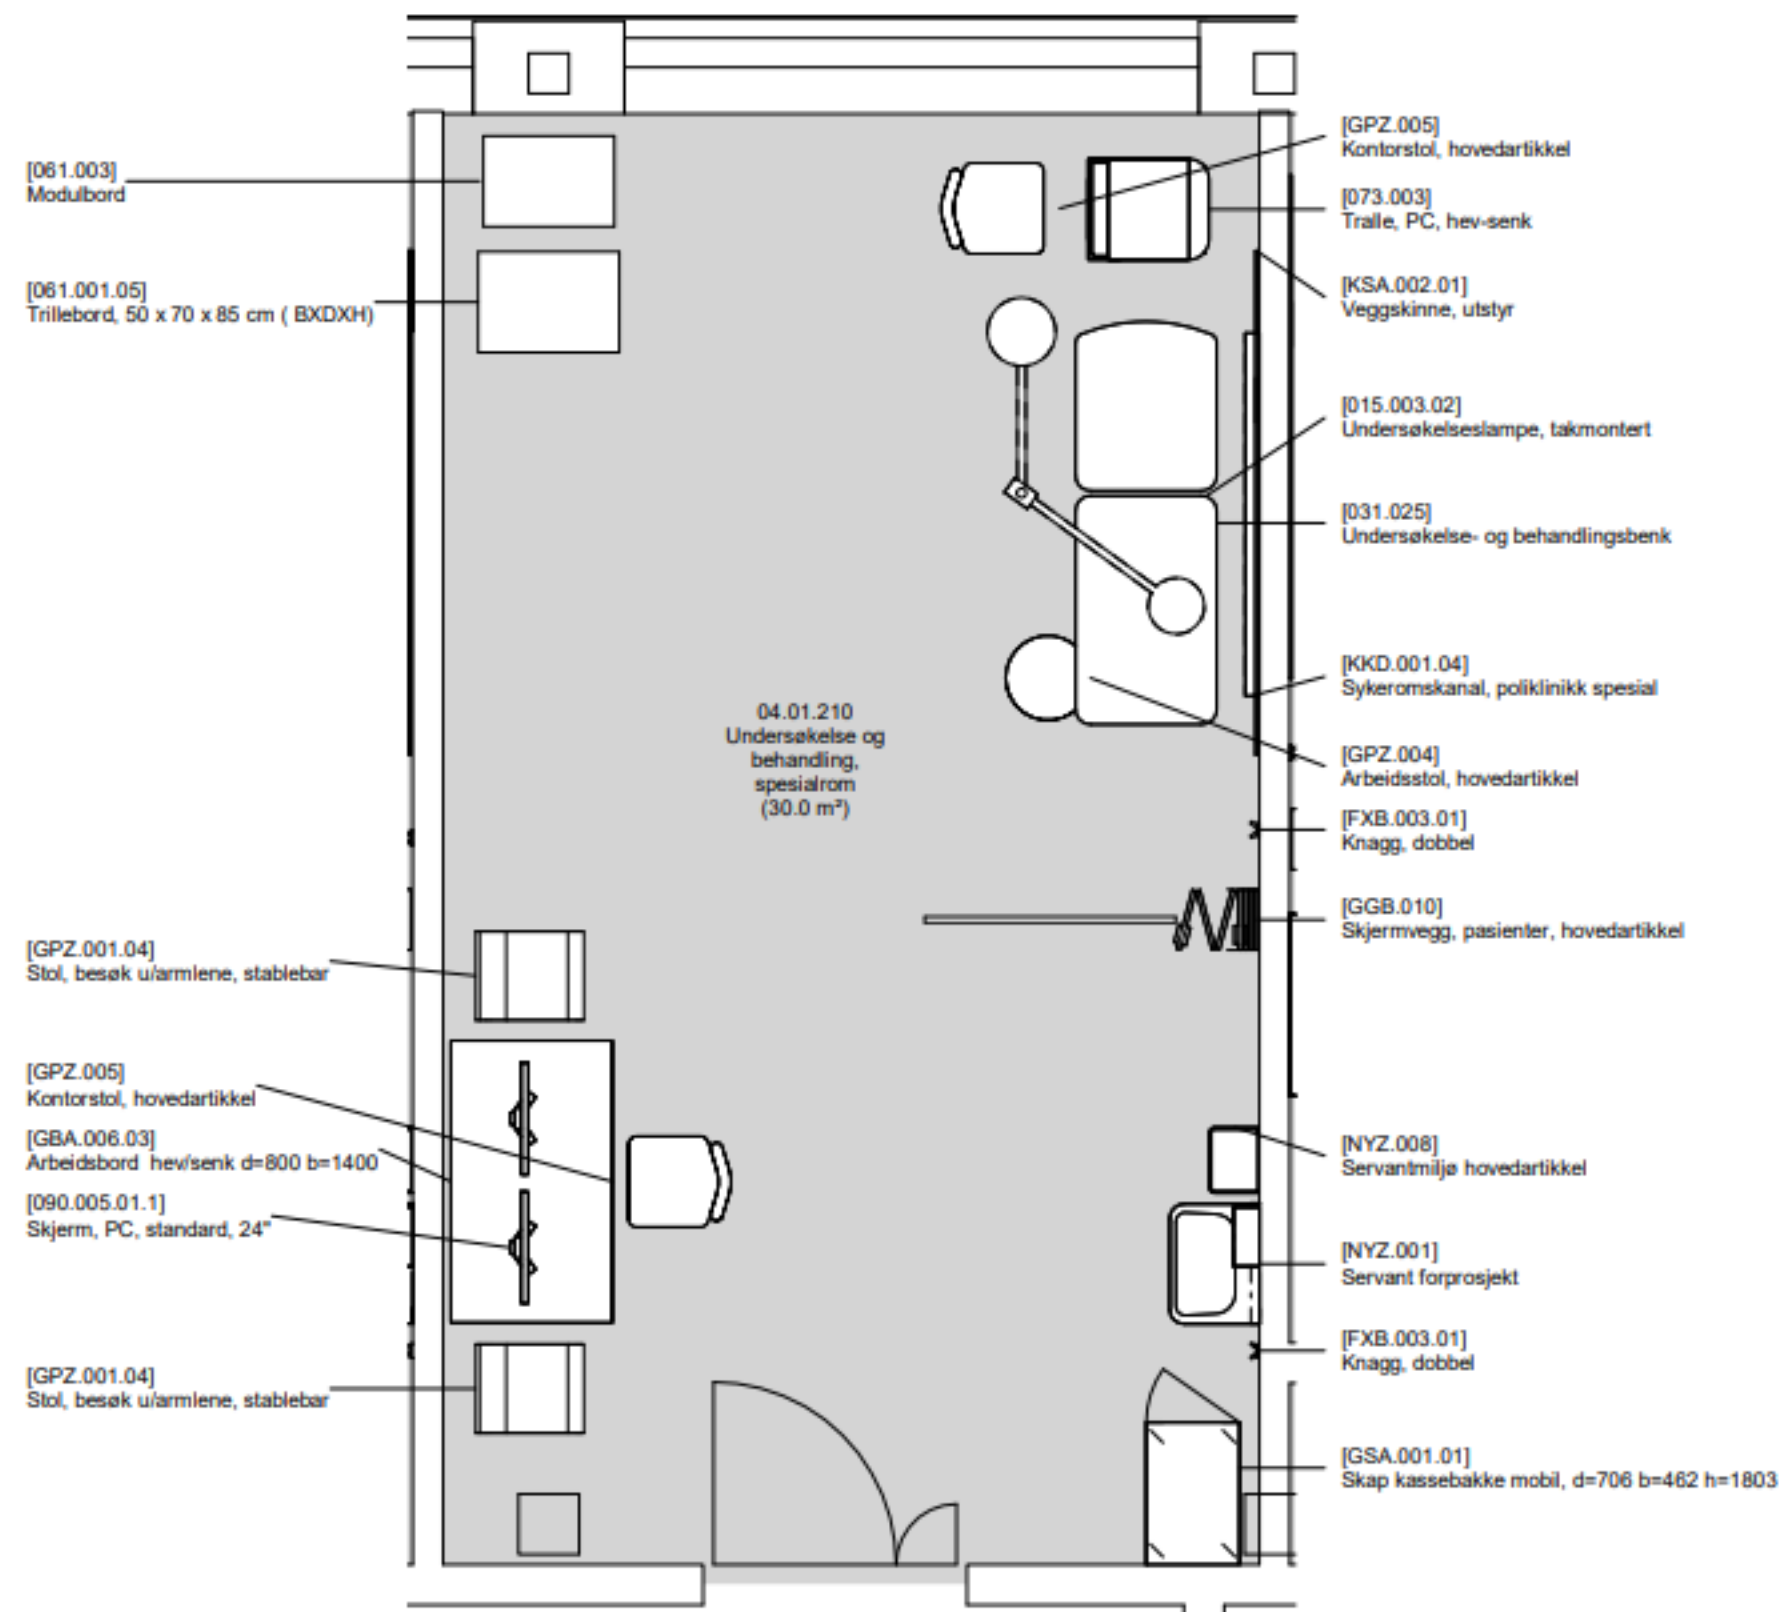 [061.003]
Modulbord
[061.001.05]
Trillebord, 50 x 70 x 85 cm ( BXDXH)
[GPZ.001.04]
Stol, besøk u/armlene, stablebar
[GPZ.005]
Kontorstol, hovedartikkel
[GBA.006.03]
Arbeidsbord hev/senk d=800 b=1400
[090.005.01.1]
Skjerm, PC, standard, 24"
[GPZ.001.04]
Stol, besøk u/armlene, stablebar
04.01.210
Undersøkelse og
behandling,
spesialrom
(30.0 m²)
[GPZ.005]
Kontorstol, hovedartikkel
[073.003]
Tralle, PC, hev-senk
[KSA.002.01]
Veggskinne, utstyr
[015.003.02]
Undersøkelseslampe, takmontert
[031.025]
Undersøkelse- og behandlingsbenk
[KKD.001.04]
Sykeromskanal, poliklinikk spesial
[GPZ.004]
Arbeidsstol, hovedartikkel
[FXB.003.01]
Knagg, dobbel
[GGB.010]
Skjermvegg, pasienter, hovedartikkel
[NYZ.008]
Servantmiljø hovedartikkel
[NYZ.001]
Servant forprosjekt
[FXB.003.01]
Knagg, dobbel
[GSA.001.01]
Skap kassebakke mobil, d=706 b=462 h=1803